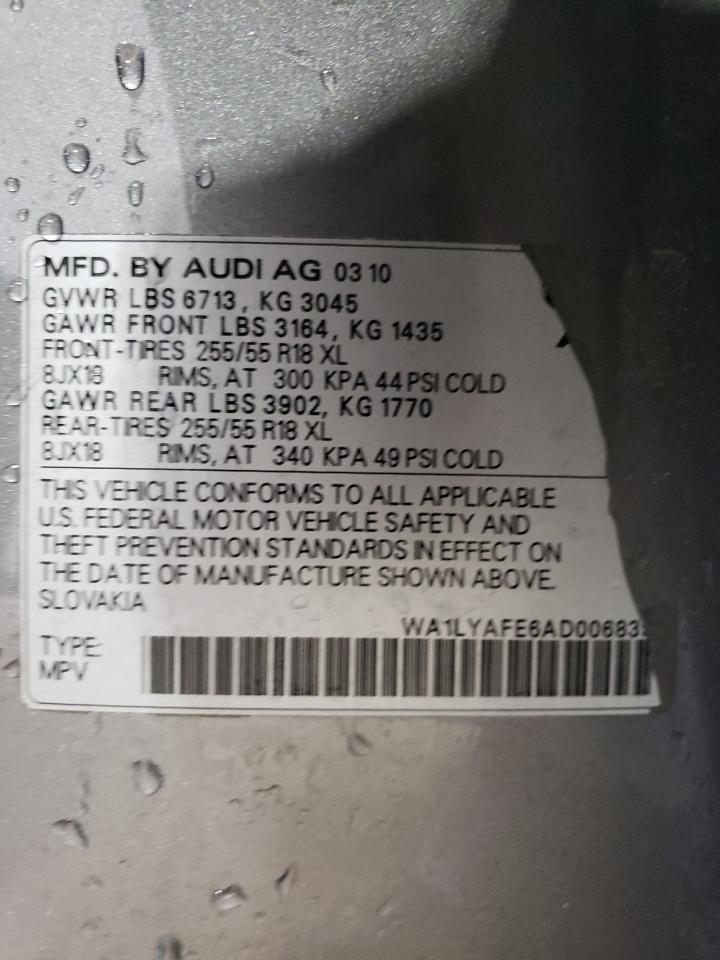 MFD. BY AUDI AG 03 10
GVWR LBS 6713, KG 3045
GAWR FRONT LBS 3164, KG 1435
FRONT-TIRES 255/55 R18 XL
8JX18 RIMS, AT 300 KPA 44 PSI COLD
GAWR REAR LBS 3902, KG 1770
REAR-TIRES 255/55 R18 XL
8JX18 RIMS, AT 340 KPA 49 PSI COLD
THIS VEHICLE CONFORMS TO ALL APPLICABLE
U.S. FEDERAL MOTOR VEHICLE SAFETY AND
THEFT PREVENTION STANDARDS IN EFFECT ON
THE DATE OF MANUFACTURE SHOWN ABOVE.
SLOVAKIA
WA1LYAFE6AD00683
TYPE:
MPV